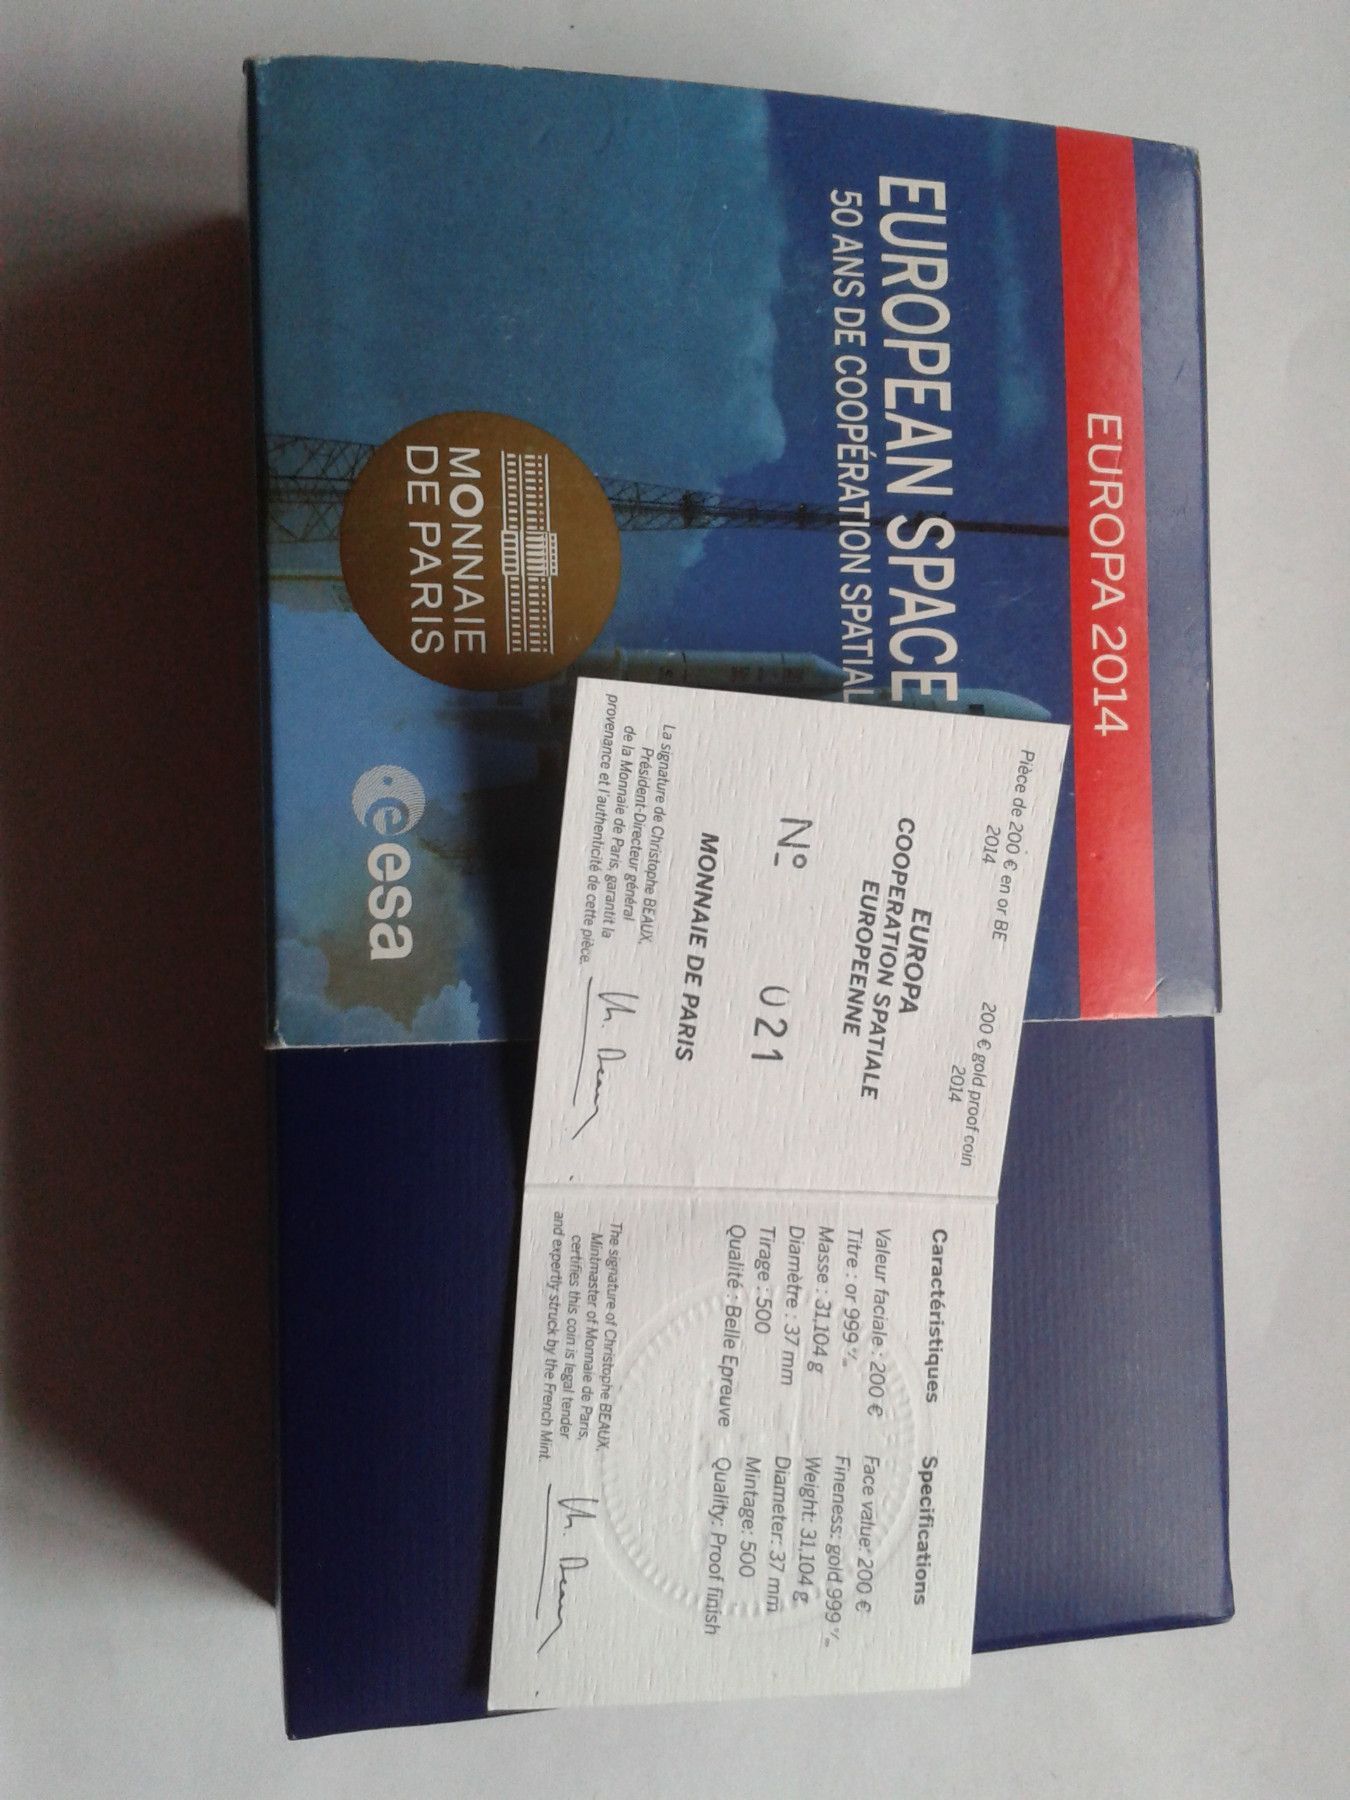 EUROPA 2014
EUROPEAN SPACE
50 ANS DE COOPÉRATION SPATIAL
MONNAIE
DE PARIS
esa
Pièce de 200 € en or BE
2014
200 € gold proof coin
2014
EUROPA
COOPERATION SPATIALE
EUROPEENNE
Nº 021
MONNAIE DE PARIS
La signature de Christophe BEAUX,
Président-Directeur général
de la Monnaie de Paris, garantit la
provenance et l'authenticité de cette pièce.
Caractéristiques
Valeur faciale : 200 €
Titre : or 999 ‰
Masse : 31,104 g
Diamètre : 37 mm
Tirage : 500
Qualité : Belle Epreuve
Specifications
Face value: 200 €
Fineness: gold 999 ‰
Weight: 31,104 g
Diameter: 37 mm
Mintage: 500
Quality: Proof finish
The signature of Christophe BEAUX,
Mintmaster of Monnaie de Paris,
certifies this coin is legal tender
and expertly struck by the French Mint.